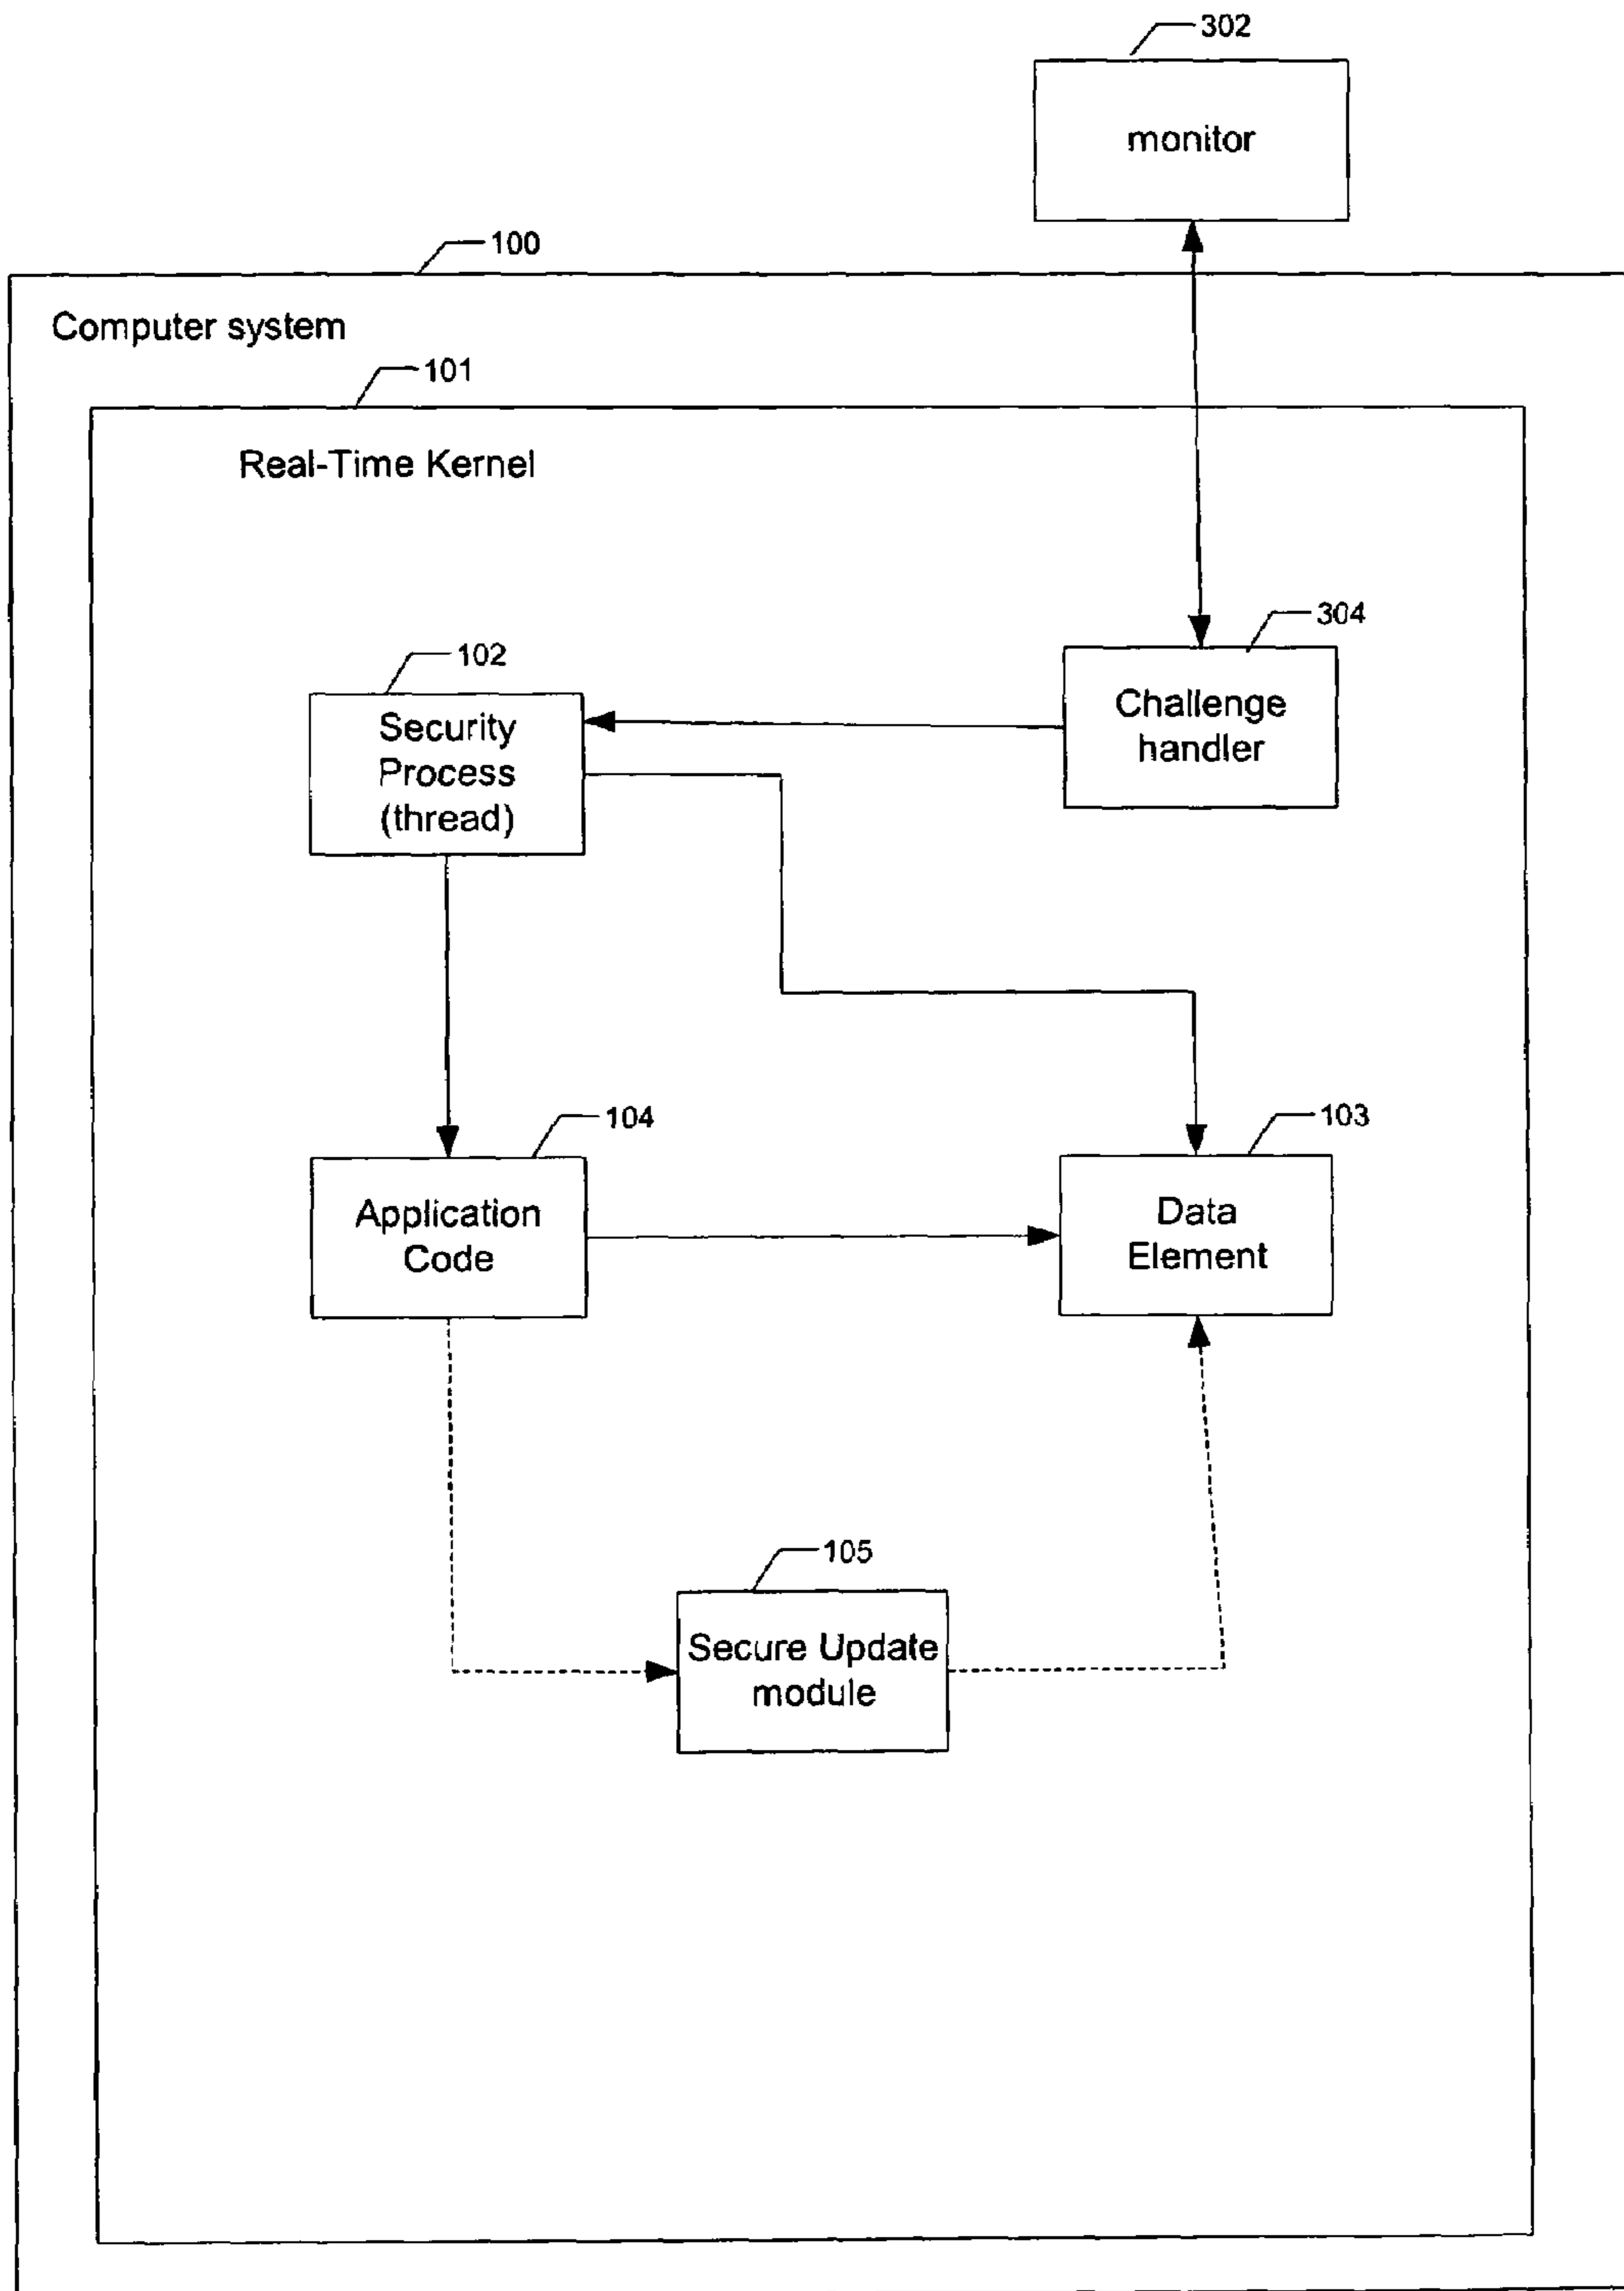 302
monitor
100
Computer system
101
Real-Time Kernel
304
Challenge
handler
102
Security
Process
(thread)
104
Application
Code
103
Data
Element
105
Secure Update
module